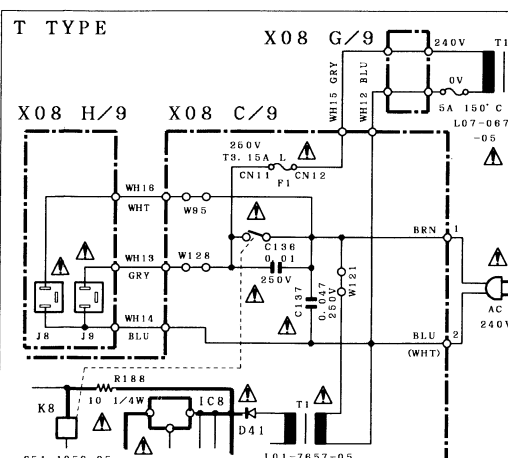 T TYPE
X08 G/9
240V
T1
0V
5A 150°C
L07-067
-05
WH15 GRY
WH12 BLU
X08 H/9
X08 C/9
250V
T3.15A L
CN11
CN12
F1
WH16
WHT
W95
C136
0.01
250V
WH13
GRY
W128
BRN
1
C137
0.047
250V
W121
AC
240V
WH14
BLU
BLU
(WHT)
2
J8
J9
R188
10 1/4W
K8
IC8
D41
T1
L01-7657-05